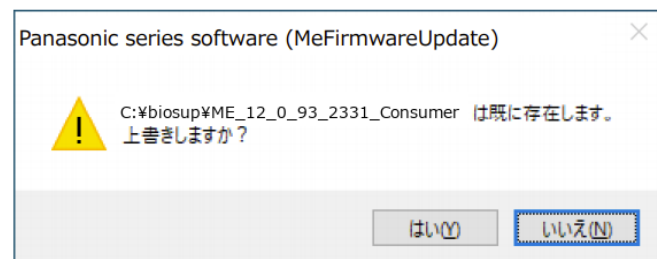 Panasonic series software (MeFirmwareUpdate)
C:¥biosup¥ME_12_0_93_2331_Consumer は既に存在します。
上書きしますか？
はい(Y)
いいえ(N)